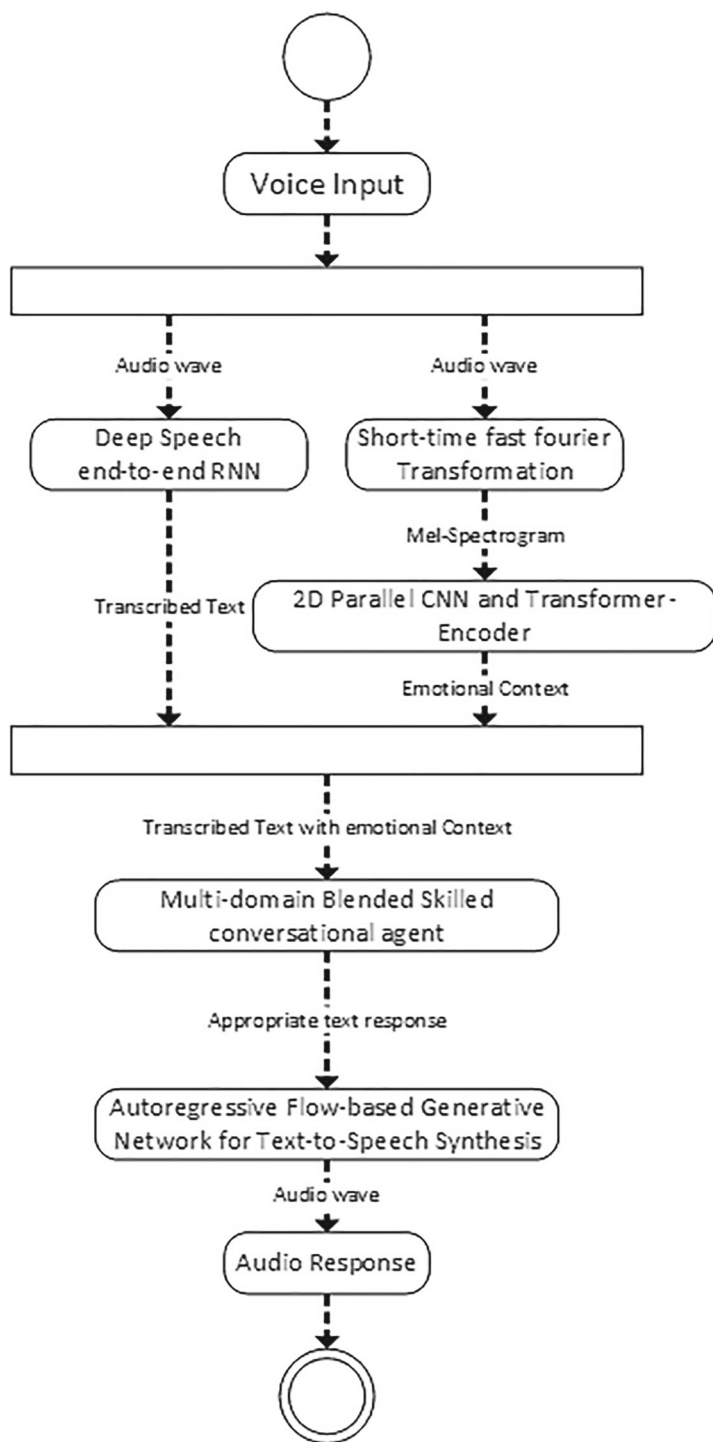 Voice Input
Audio wave
Audio wave
Deep Speech
end-to-end RNN
Short-time fast fourier
Transformation
Mel-Spectrogram
Transcribed Text
2D Parallel CNN and Transformer-
Encoder
Emotional Context
Transcribed Text with emotional Context
Multi-domain Blended Skilled
conversational agent
Appropriate text response
Autoregressive Flow-based Generative
Network for Text-to-Speech Synthesis
Audio wave
Audio Response